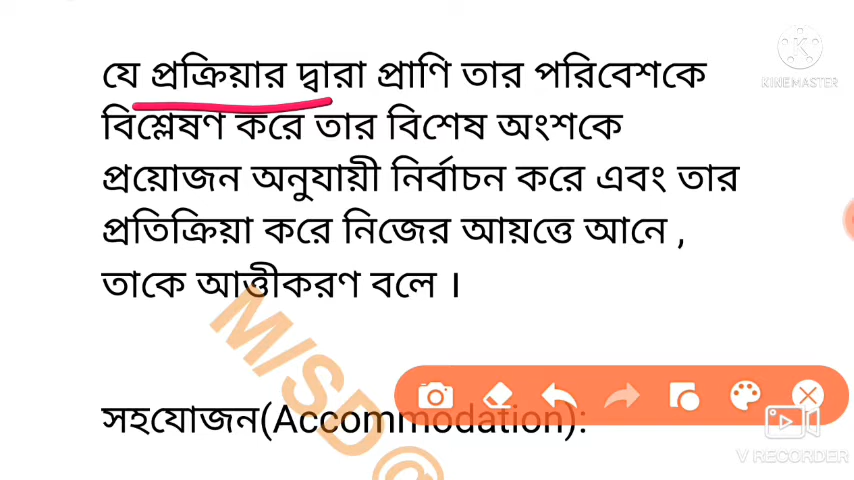 যে প্রক্রিয়ার দ্বারা প্রাণি তার পরিবেশকে
বিশ্লেষণ করে তার বিশেষ অংশকে
প্রয়োজন অনুযায়ী নির্বাচন করে এবং তার
প্রতিক্রিয়া করে নিজের আয়ত্তে আনে ,
তাকে আত্তীকরণ বলে ।
সহযোজন(Accommodation):
M/SD@
KINEMASTER
V RECORDER